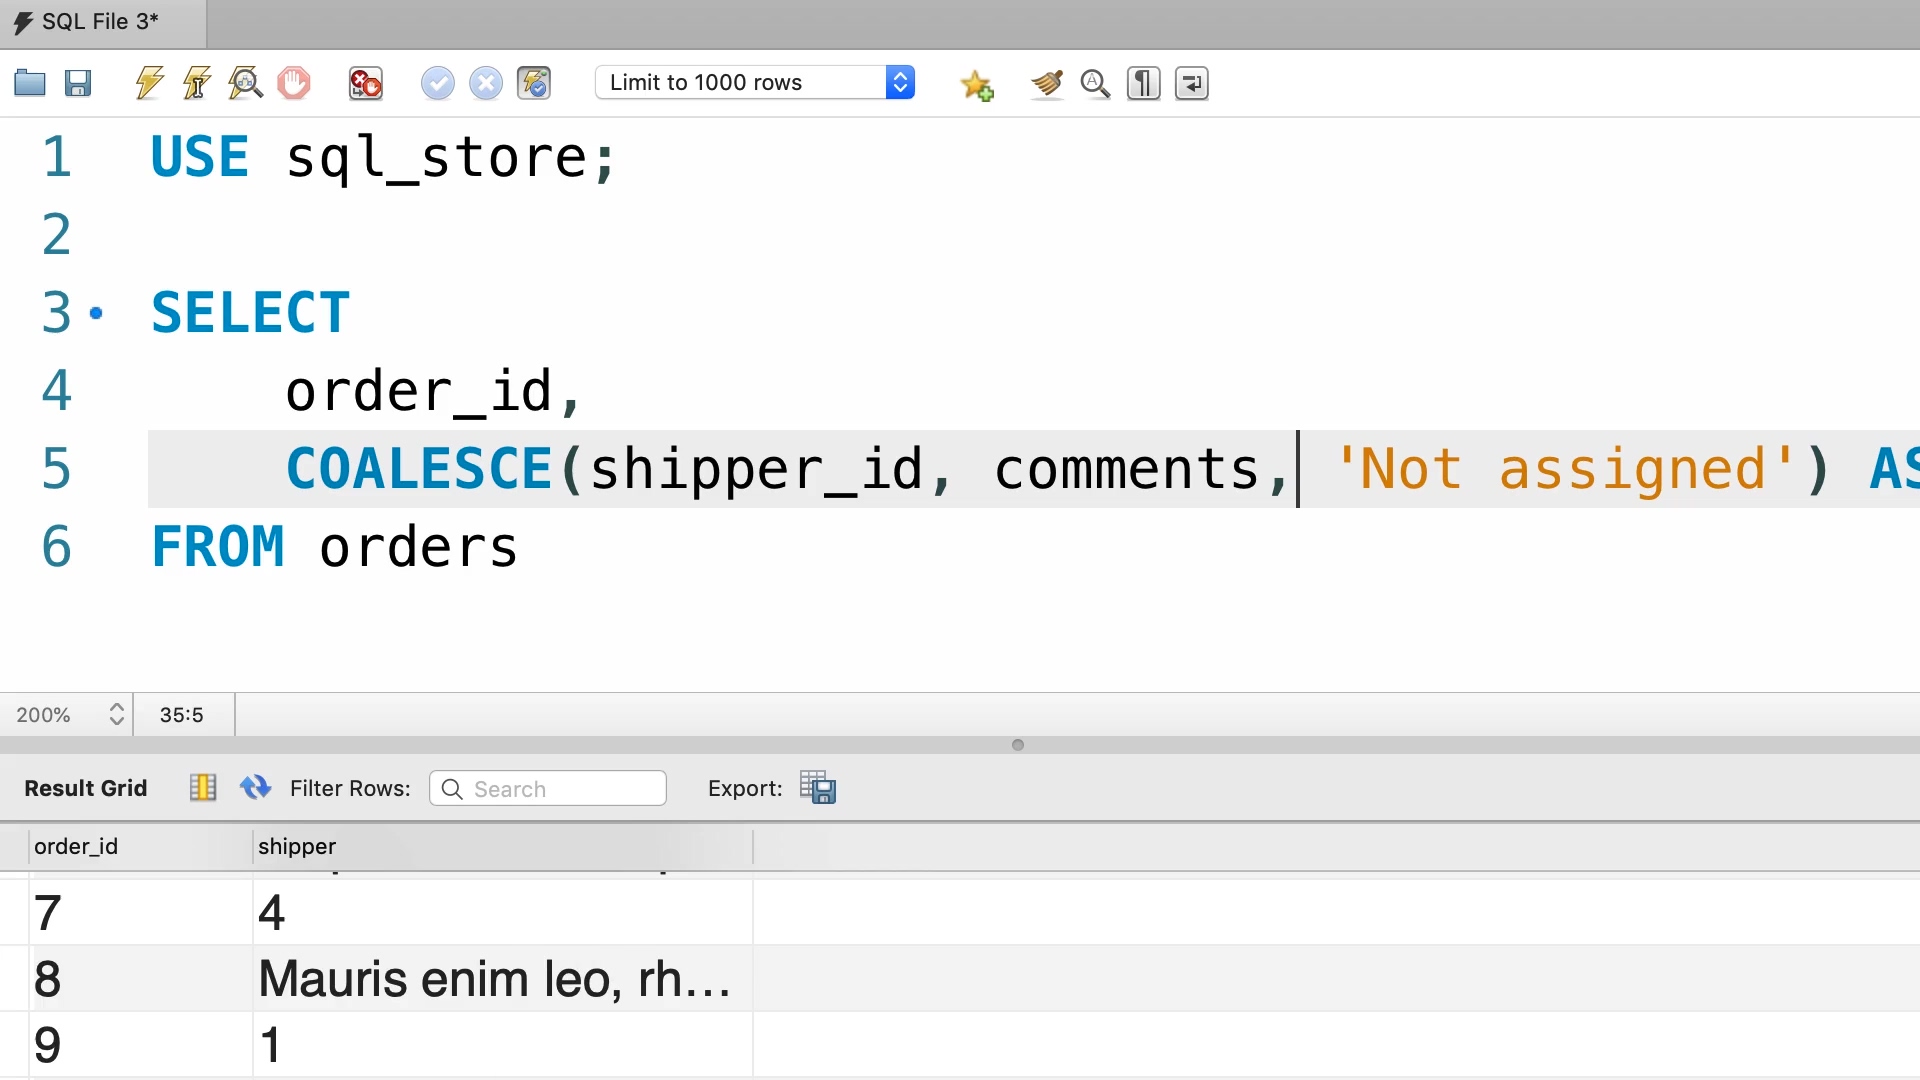 SQL File 3*
Limit to 1000 rows
1 USE sql_store;
2
3 SELECT
4 order_id,
5 COALESCE(shipper_id, comments, 'Not assigned') AS
6 FROM orders
200% 35:5
Result Grid Filter Rows: Search Export:
order_id shipper
7 4
8 Mauris enim leo, rh...
9 1